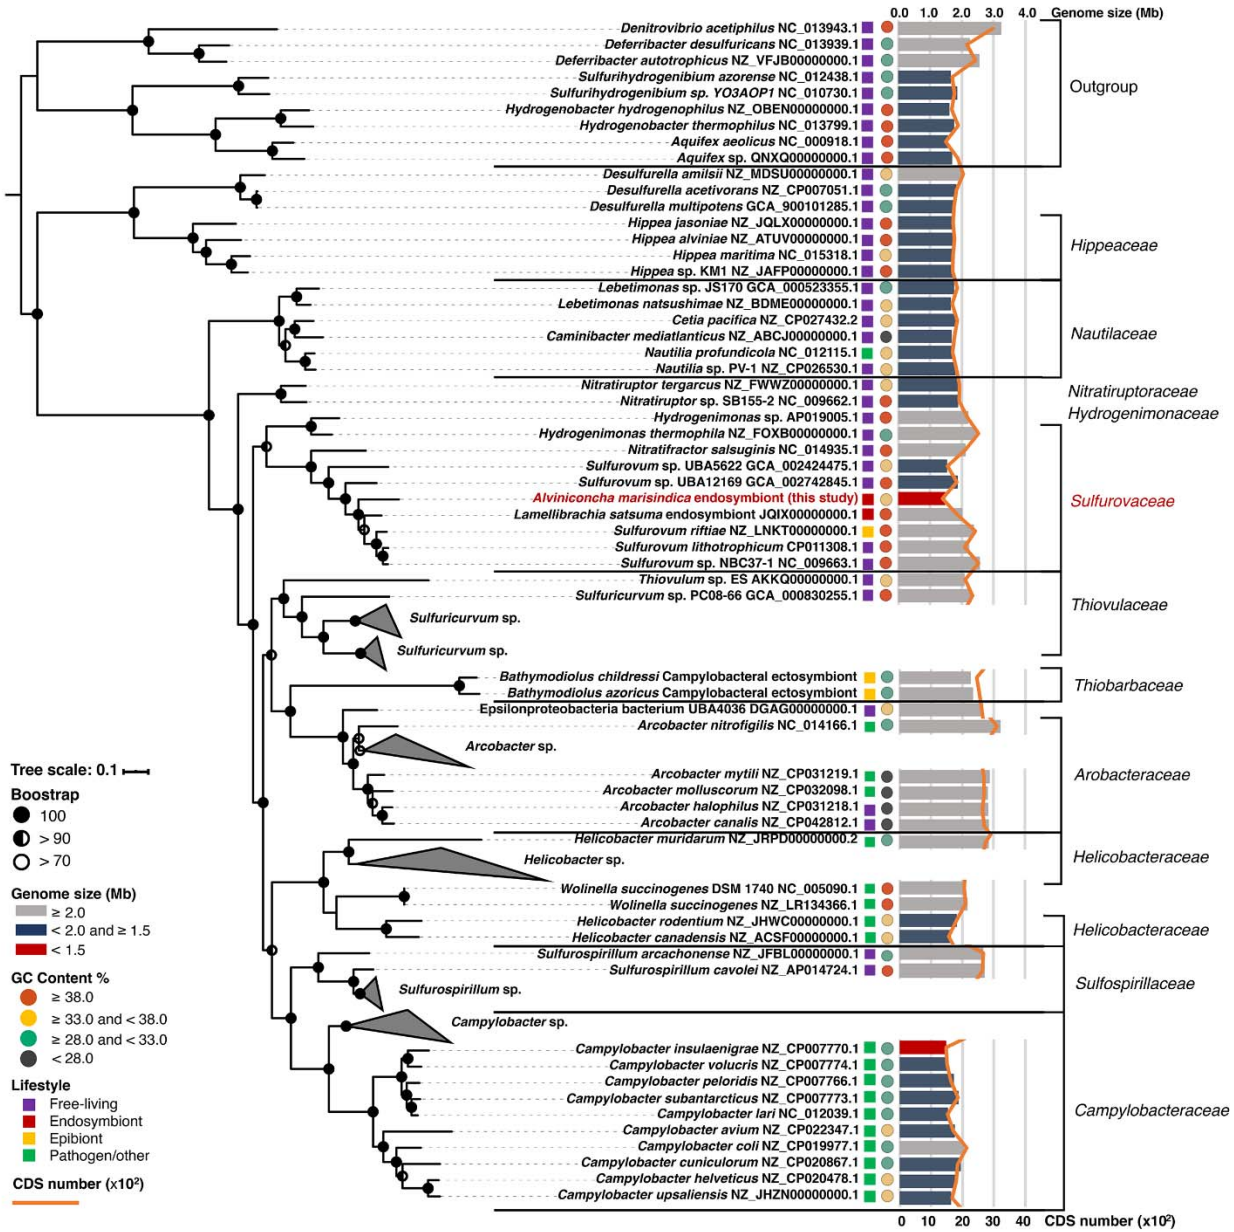 0.0 1.0 2.0 3.0 4.0 Genome size (Mb)
Denitrovibrio acetiphilus NC_013943.1
Deferribacter desulfuricans NC_013939.1
Deferribacter autotrophicus NZ_VFJB00000000.1
Sulfurihydrogenibium azorense NC_012438.1
Sulfurihydrogenibium sp. YO3AOP1 NC_010730.1
Outgroup
Hydrogenobacter hydrogenophilus NZ_OBEN00000000.1
Hydrogenobacter thermophilus NC_013799.1
Aquifex aeolicus NC_000918.1
Aquifex sp. QNXQ00000000.1
Desulfurella amilsii NZ_MDSU00000000.1
Desulfurella acetivorans NZ_CP007051.1
Desulfurella multipotens GCA_900101285.1
Hippea jasoniae NZ_JQLX00000000.1
Hippea alviniae NZ_ATUV00000000.1
Hippeaceae
Hippea maritima NC_015318.1
Hippea sp. KM1 NZ_JAFP00000000.1
Lebetimonas sp. JS170 GCA_000523355.1
Lebetimonas natsushimae NZ_BDME00000000.1
Cetia pacifica NZ_CP027432.2
Caminibacter mediatlanticus NZ_ABCJ00000000.1
Nautilaceae
Nautilia profundicola NC_012115.1
Nautilia sp. PV-1 NZ_CP026530.1
Nitratiruptor tergarcus NZ_FWWZ00000000.1
Nitratiruptoraceae
Nitratiruptor sp. SB155-2 NC_009662.1
Hydrogenimonaceae
Hydrogenimonas sp. AP019005.1
Hydrogenimonas thermophila NZ_FOXB00000000.1
Nitratifractor salsuginis NC_014935.1
Sulfurovum sp. UBA5622 GCA_002424475.1
Sulfurovum sp. UBA12169 GCA_002742845.1
Alviniconcha marisindica endosymbiont (this study)
Sulfurovaceae
Lamellibrachia satsuma endosymbiont JQIX00000000.1
Sulfurovum riftiae NZ_LNKT00000000.1
Sulfurovum lithotrophicum CP011308.1
Sulfurovum sp. NBC37-1 NC_009663.1
Thiovulum sp. ES AKKQ00000000.1
Sulfuricurvum sp. PC08-66 GCA_000830255.1
Thiovulaceae
Sulfuricurvum sp.
Sulfuricurvum sp.
Bathymodiolus childressi Campylobacteral ectosymbiont
Thiobarbaceae
Bathymodiolus azoricus Campylobacteral ectosymbiont
Epsilonproteobacteria bacterium UBA4036 DGAG00000000.1
Arcobacter nitrofigilis NC_014166.1
Arcobacter sp.
Arcobacter mytili NZ_CP031219.1
Arobacteraceae
Arcobacter molluscorum NZ_CP032098.1
Arcobacter halophilus NZ_CP031218.1
Arcobacter canalis NZ_CP042812.1
Helicobacter muridarum NZ_JRPD00000000.2
Helicobacter sp.
Helicobacteraceae
Wolinella succinogenes DSM 1740 NC_005090.1
Wolinella succinogenes NZ_LR134366.1
Helicobacter rodentium NZ_JHWC00000000.1
Helicobacteraceae
Helicobacter canadensis NZ_ACSF00000000.1
Sulfurospirillum arcachonense NZ_JFBL00000000.1
Sulfurospirillum cavolei NZ_AP014724.1
Sulfospirillaceae
Sulfurospirillum sp.
Campylobacter sp.
Campylobacter insulaenigrae NZ_CP007770.1
Campylobacter volucris NZ_CP007774.1
Campylobacter peloridis NZ_CP007766.1
Campylobacter subantarcticus NZ_CP007773.1
Campylobacter lari NC_012039.1
Campylobacteraceae
Campylobacter avium NZ_CP022347.1
Campylobacter coli NZ_CP019977.1
Campylobacter cuniculorum NZ_CP020867.1
Campylobacter helveticus NZ_CP020478.1
Campylobacter upsaliensis NZ_JHZN00000000.1
0 10 20 30 40 CDS number (x10²)
Tree scale: 0.1
Boostrap
100
> 90
> 70
Genome size (Mb)
≥ 2.0
< 2.0 and ≥ 1.5
< 1.5
GC Content %
≥ 38.0
≥ 33.0 and < 38.0
≥ 28.0 and < 33.0
< 28.0
Lifestyle
Free-living
Endosymbiont
Epibiont
Pathogen/other
CDS number (x10²)